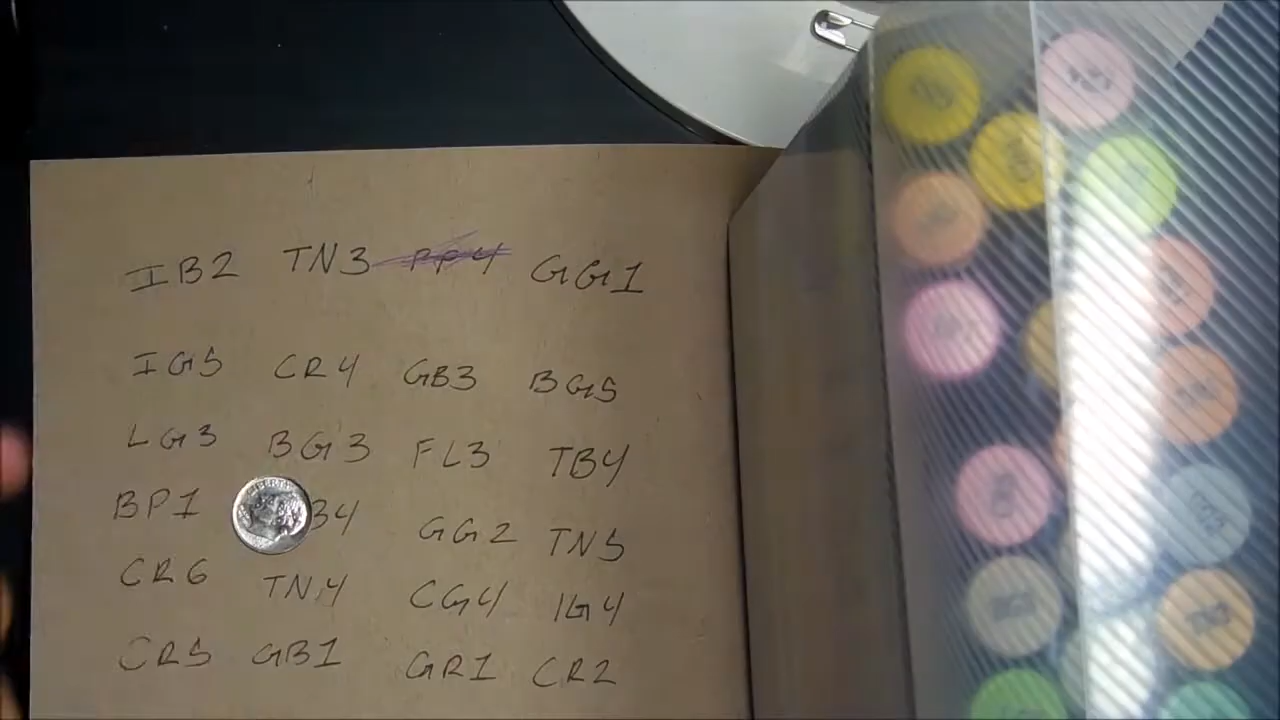 IB2 TN3 PP4 GG1
IG5 CR4 GB3 BG5
LG3 BG3 FL3 TB4
BP1 GG2 TN5
CR6 TN4 CG4 IG4
CR5 GB1 GR1 CR2